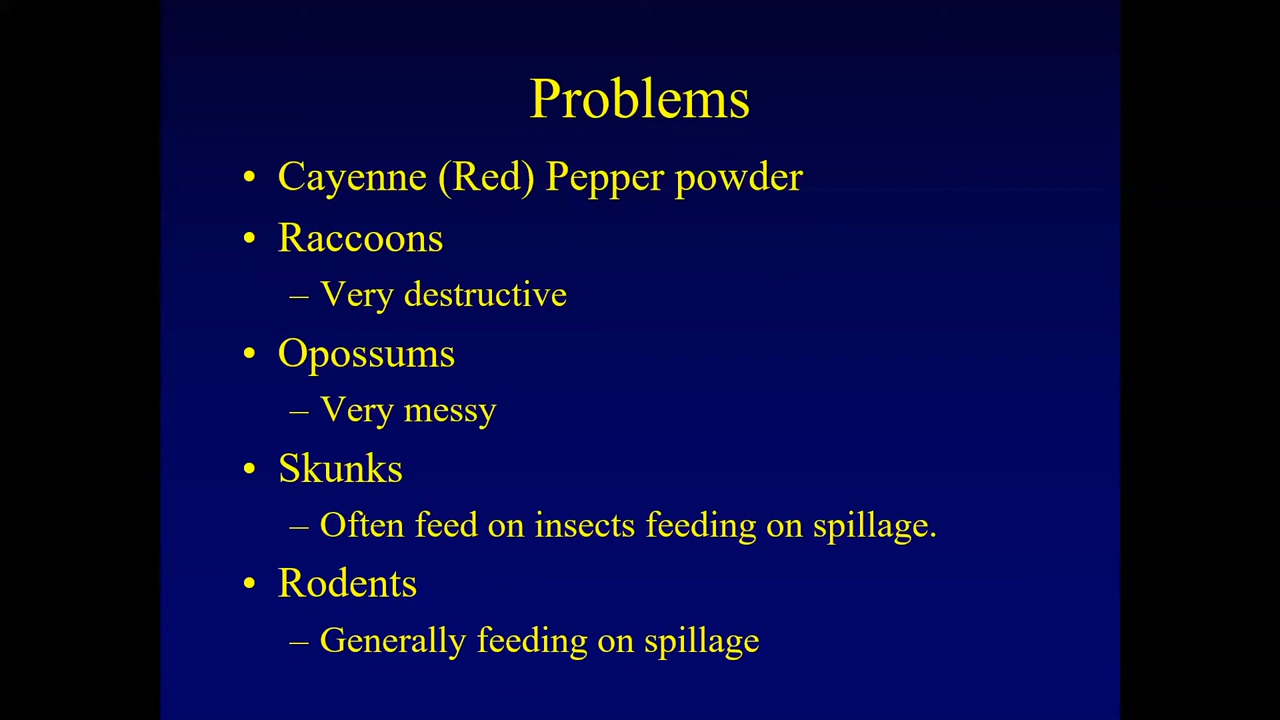 Problems
• Cayenne (Red) Pepper powder
• Raccoons
– Very destructive
• Opossums
– Very messy
• Skunks
– Often feed on insects feeding on spillage.
• Rodents
– Generally feeding on spillage